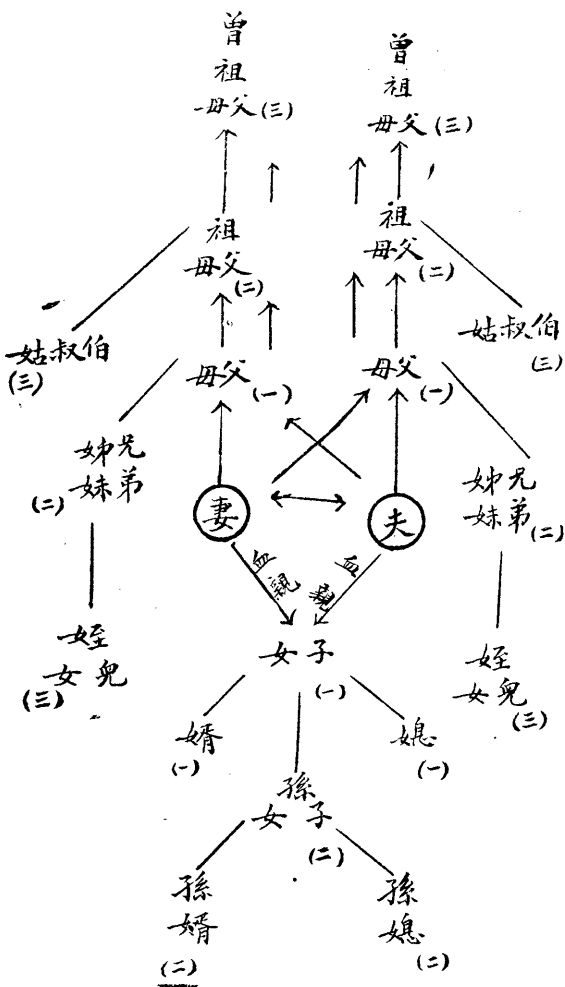 曾
祖
母父(三)
曾
祖
母父(三)
祖
母父
(二)
祖
母父
(二)
姑叔伯
(三)
姑叔伯
(三)
母父(一)
母父(一)
姊兄
妹弟
(二)
姊兄
妹弟(二)
妻
夫
血親
血親
姪
女兒
(三)
女子
(一)
姪
女兒
(三)
婿
(一)
媳
(一)
孫
女子
(二)
孫
婿
(二)
孫
媳
(二)